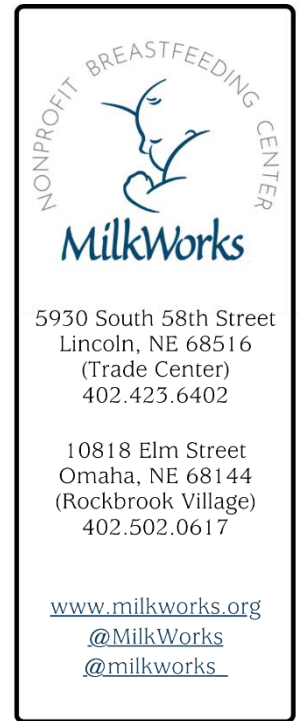 NONPROFIT BREASTFEEDING CENTER
MilkWorks
5930 South 58th Street
Lincoln, NE 68516
(Trade Center)
402.423.6402
10818 Elm Street
Omaha, NE 68144
(Rockbrook Village)
402.502.0617
www.milkworks.org
@MilkWorks
@milkworks_